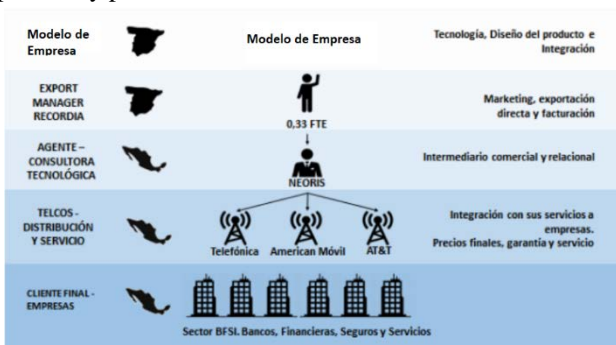 Modelo de
Empresa
Modelo de Empresa
Tecnología, Diseño del producto e
Integración
EXPORT
MANAGER
RECORDIA
0,33 FTE
Marketing, exportación
directa y facturación
AGENTE –
CONSULTORA
TECNOLÓGICA
NEORIS
Intermediario comercial y relacional
TELCOS -
DISTRIBUCIÓN
Y SERVICIO
Telefónica
American Móvil
AT&T
Integración con sus servicios a
empresas.
Precios finales, garantía y servicio
CLIENTE FINAL -
EMPRESAS
Sector BFSI. Bancos, Financieras, Seguros y Servicios